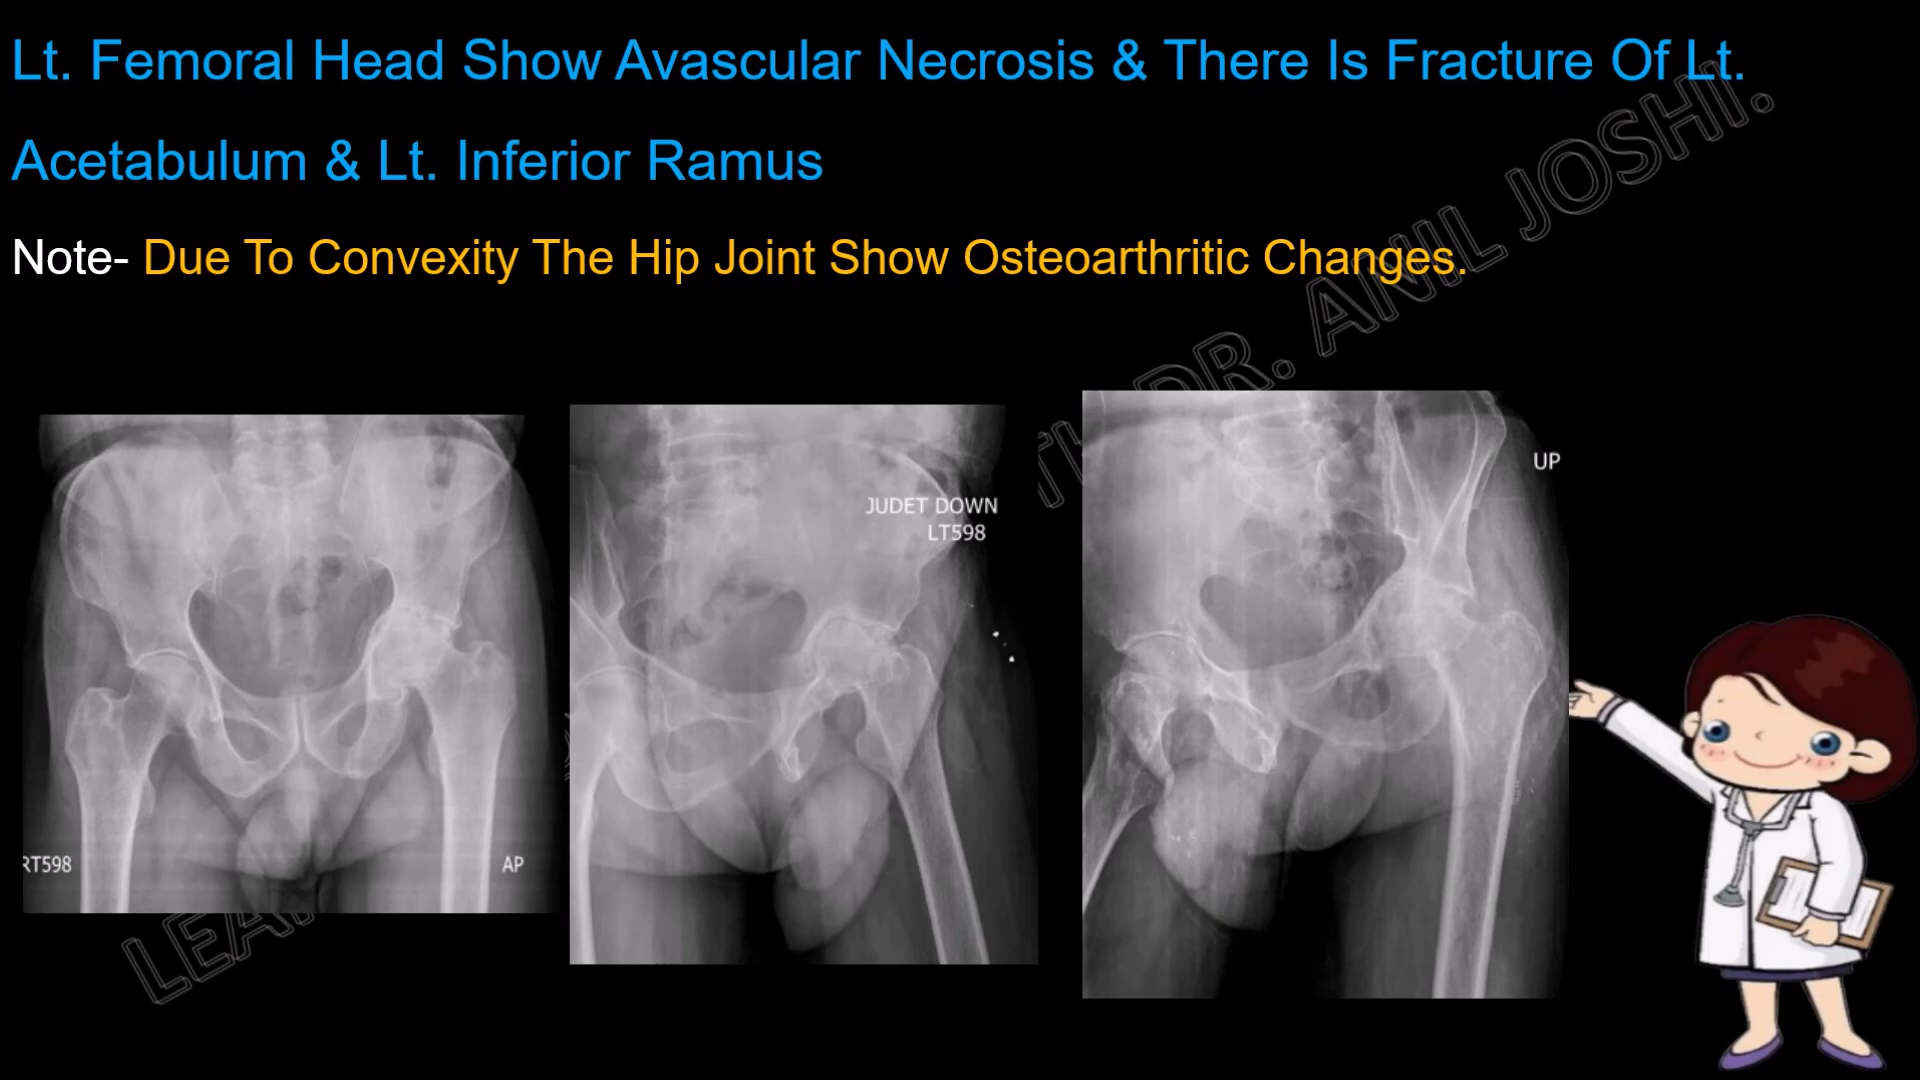 Lt. Femoral Head Show Avascular Necrosis & There Is Fracture Of Lt.
Acetabulum & Lt. Inferior Ramus
Note- Due To Convexity The Hip Joint Show Osteoarthritic Changes.
DR. ANIL JOSHI.
UP
JUDET DOWN
LT598
RT598
AP